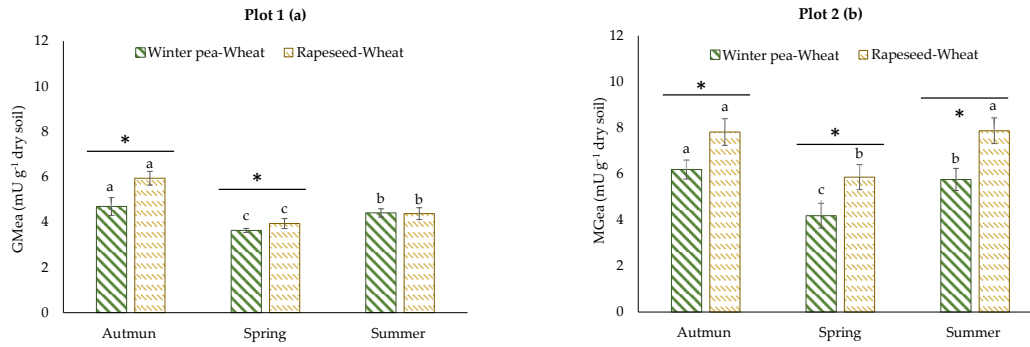 Plot 1 (a)
12
10
8
6
4
2
0
GMea (mU g⁻¹ dry soil)
Winter pea-Wheat
Rapeseed-Wheat
*
a
a
*
c
c
b
b
Autmun
Spring
Summer
Plot 2 (b)
12
10
8
6
4
2
0
MGea (mU g⁻¹ dry soil)
Winter pea-Wheat
Rapeseed-Wheat
*
a
a
*
c
b
*
b
a
Autmun
Spring
Summer